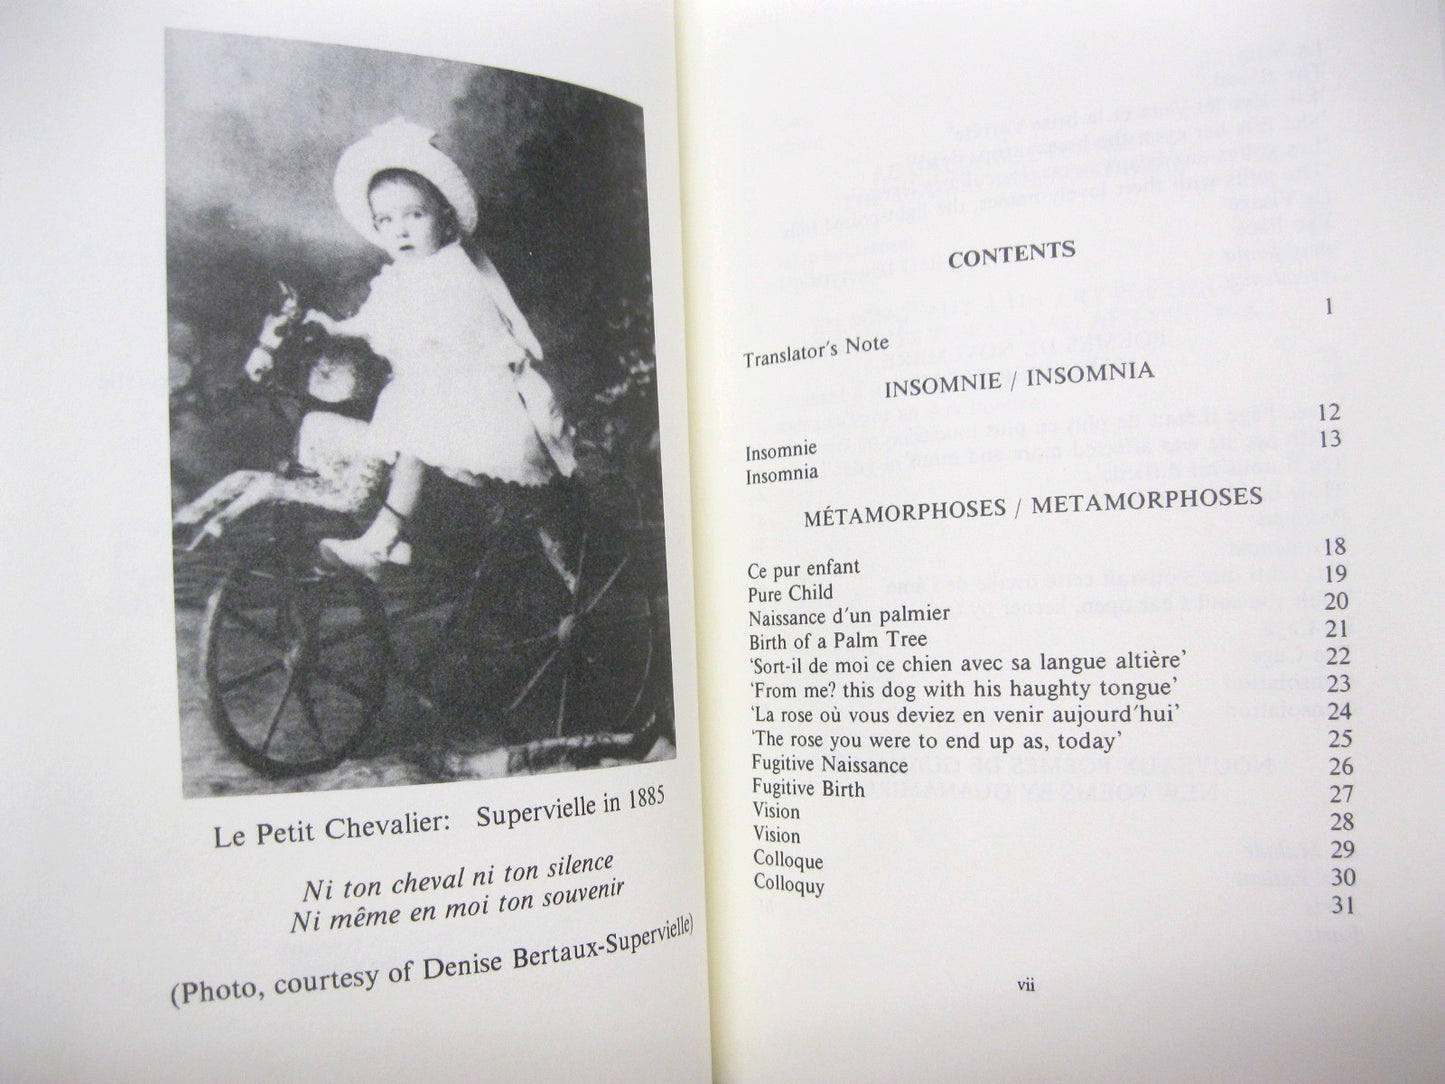 Le Petit Chevalier: Supervielle in 1885
Ni ton cheval ni ton silence
Ni même en moi ton souvenir
(Photo, courtesy of Denise Bertaux-Supervielle)
CONTENTS
Translator's Note 1
INSOMNIE / INSOMNIA
Insomnie 12
Insomnia 13
MÉTAMORPHOSES / METAMORPHOSES
Ce pur enfant 18
Pure Child 19
Naissance d'un palmier 20
Birth of a Palm Tree 21
'Sort-il de moi ce chien avec sa langue altière' 22
'From me? this dog with his haughty tongue' 23
'La rose où vous deviez en venir aujourd'hui' 24
'The rose you were to end up as, today' 25
Fugitive Naissance 26
Fugitive Birth 27
Vision 28
Vision 29
Colloque 30
Colloquy 31
vii